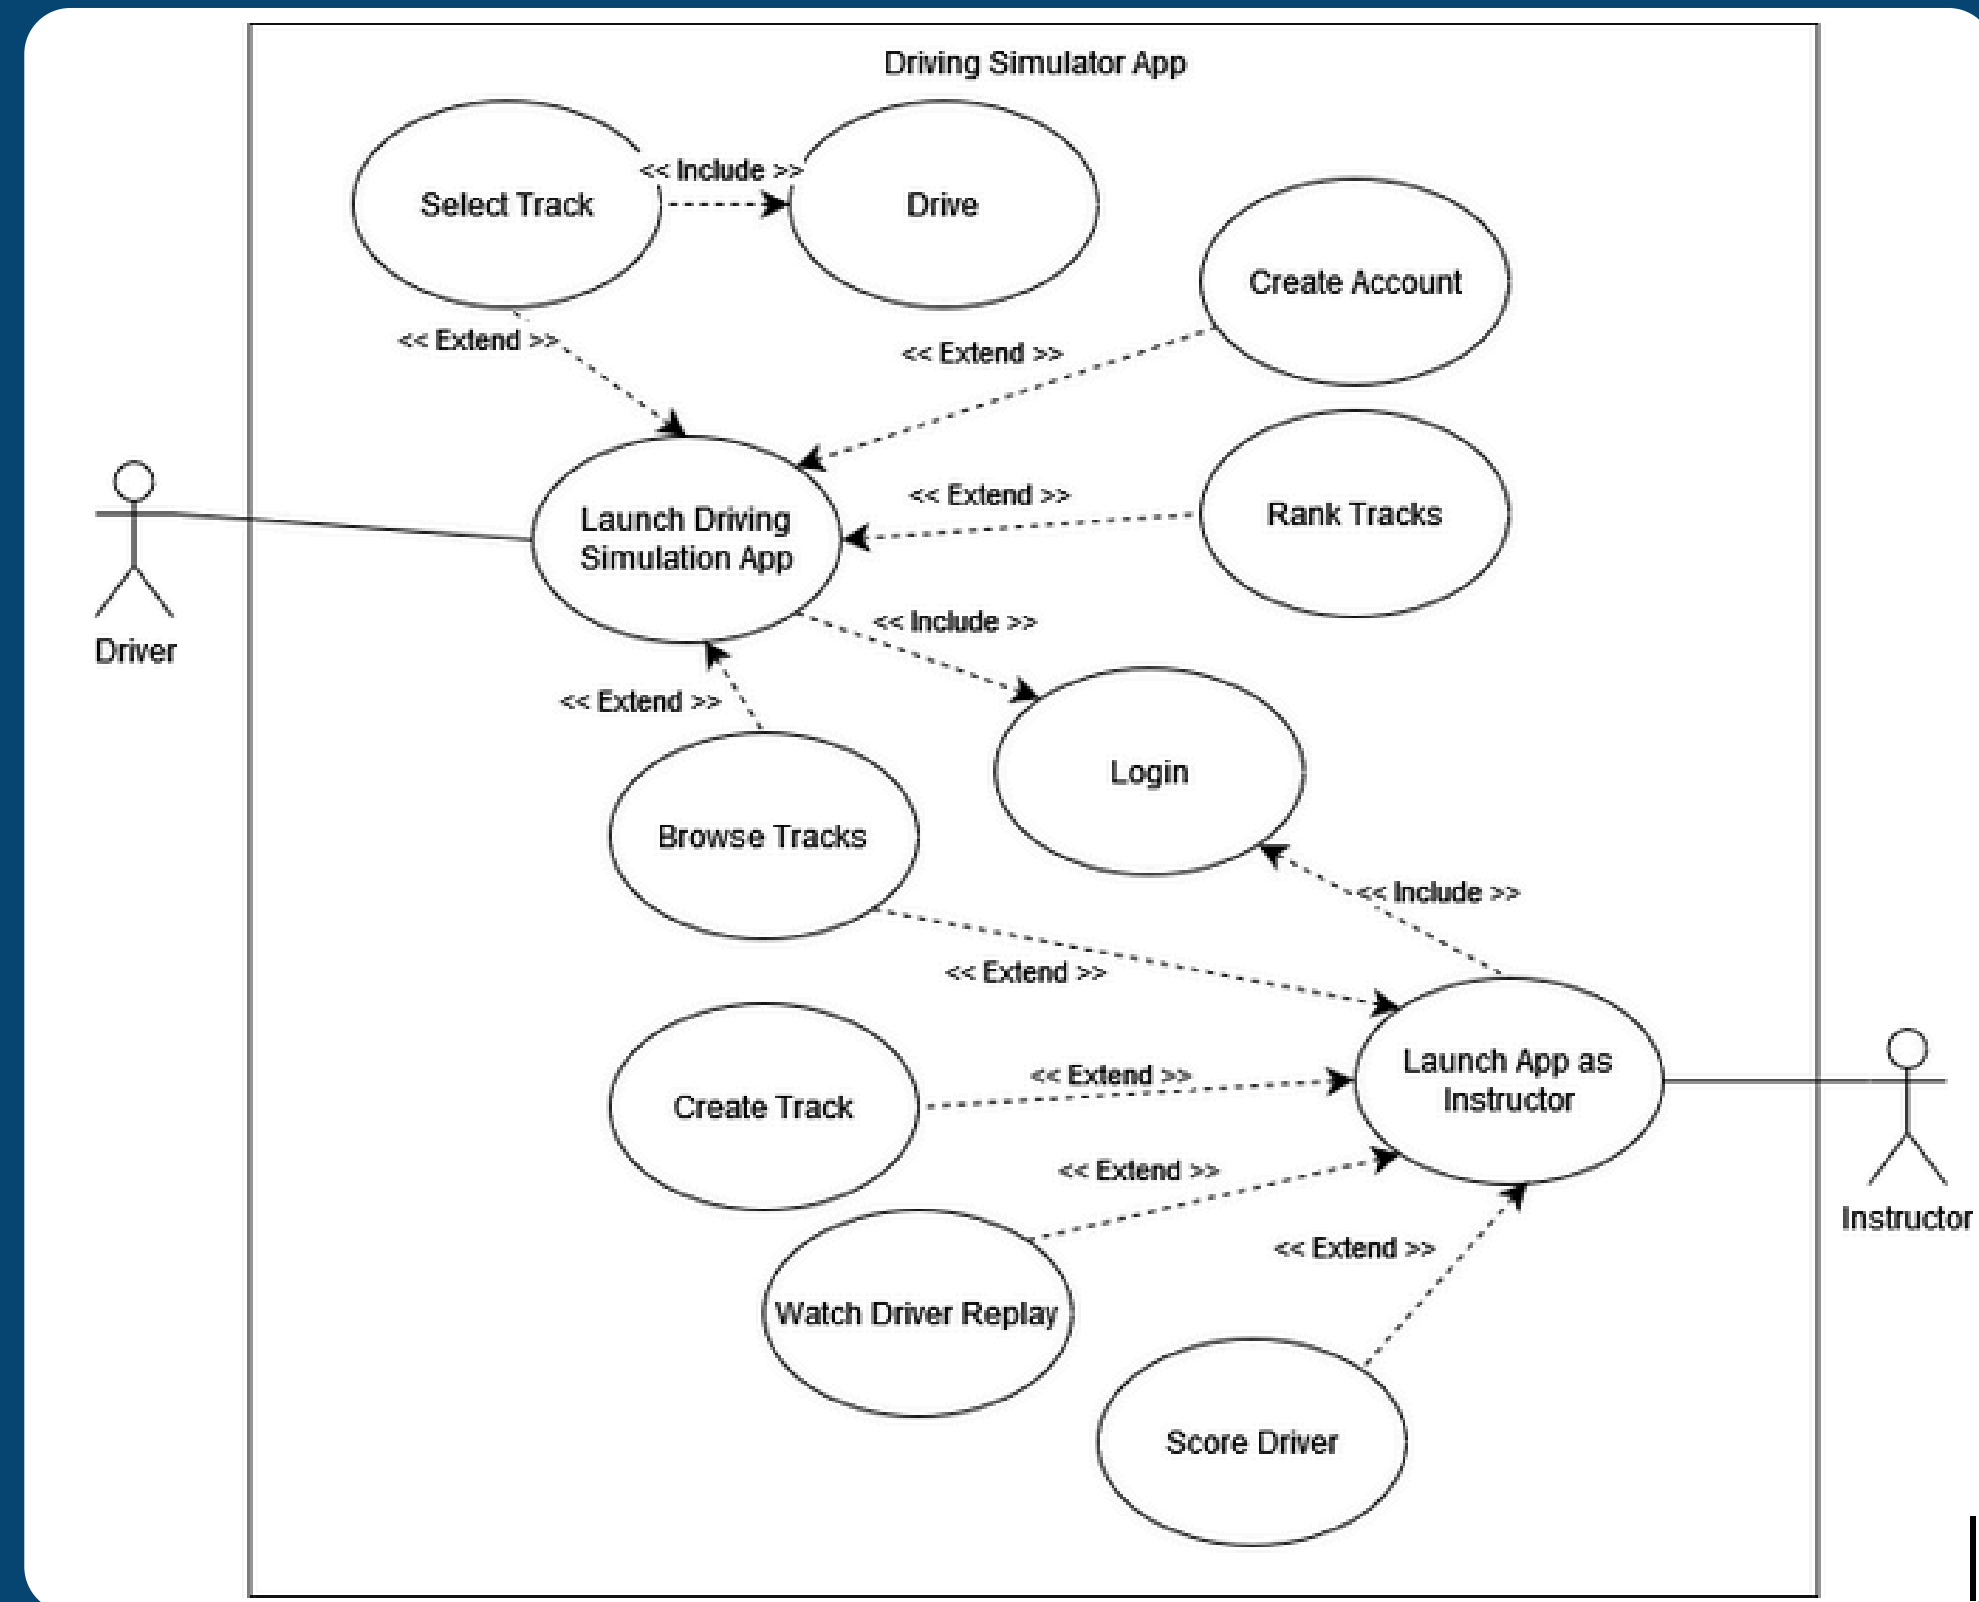 Driving Simulator App
Select Track
<< Include >>
Drive
Create Account
<< Extend >>
<< Extend >>
Rank Tracks
<< Extend >>
Launch Driving
Simulation App
Driver
<< Include >>
<< Extend >>
Login
Browse Tracks
<< Include >>
<< Extend >>
Launch App as
Instructor
<< Extend >>
Create Track
<< Extend >>
Instructor
<< Extend >>
Watch Driver Replay
Score Driver